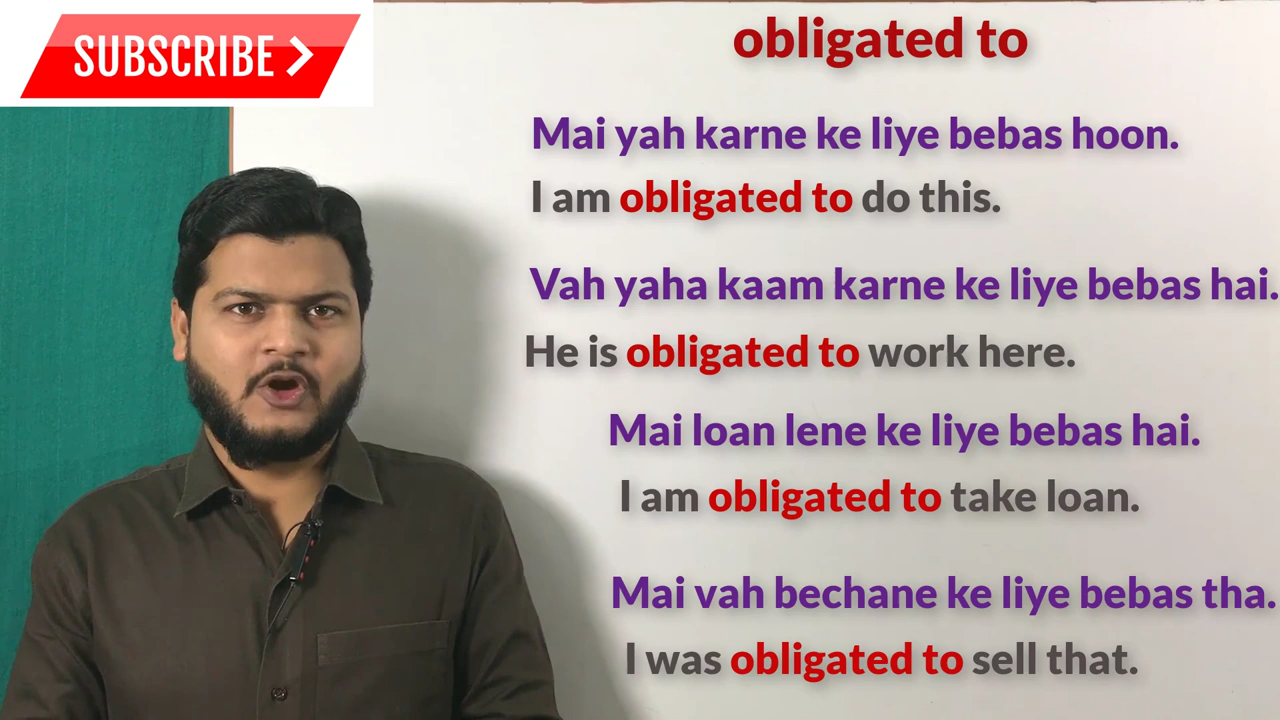 SUBSCRIBE
obligated to
Mai yah karne ke liye bebas hoon.
I am obligated to do this.
Vah yaha kaam karne ke liye bebas hai.
He is obligated to work here.
Mai loan lene ke liye bebas hai.
I am obligated to take loan.
Mai vah bechane ke liye bebas tha.
I was obligated to sell that.